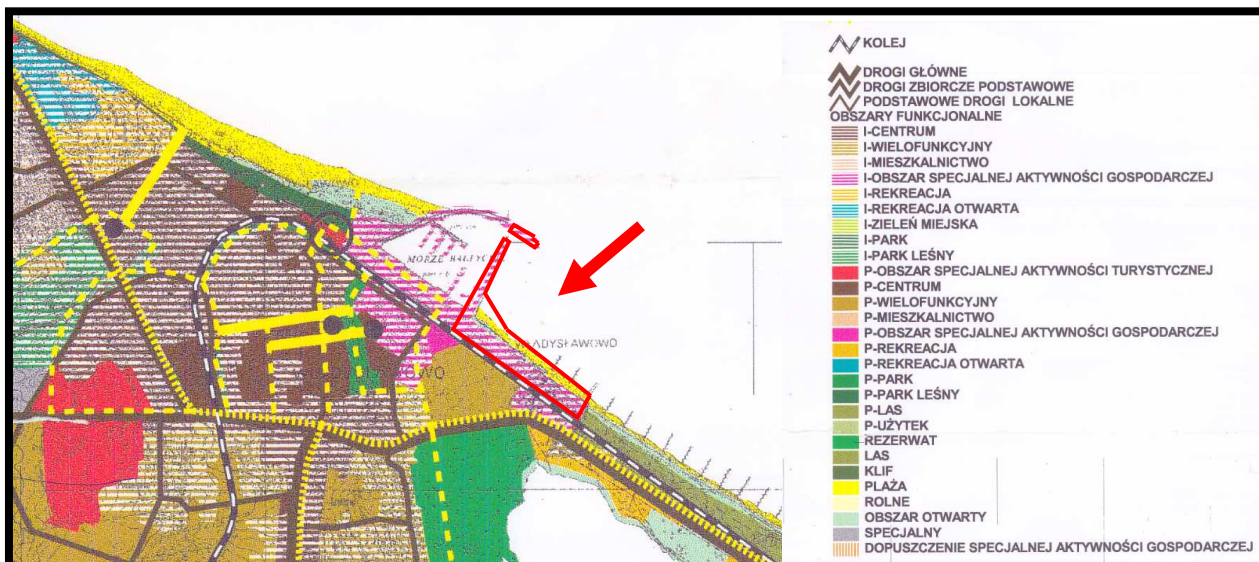 MORZE BAŁTYC
WŁADYSŁAWOWO
KOLEJ
DROGI GŁÓWNE
DROGI ZBIORCZE PODSTAWOWE
PODSTAWOWE DROGI LOKALNE
OBSZARY FUNKCJONALNE
I-CENTRUM
I-WIELOFUNKCYJNY
I-MIESZKALNICTWO
I-OBSZAR SPECJALNEJ AKTYWNOŚCI GOSPODARCZEJ
I-REKREACJA
I-REKREACJA OTWARTA
I-ZIELEŃ MIEJSKA
I-PARK
I-PARK LEŚNY
P-OBSZAR SPECJALNEJ AKTYWNOŚCI TURYSTYCZNEJ
P-CENTRUM
P-WIELOFUNKCYJNY
P-MIESZKALNICTWO
P-OBSZAR SPECJALNEJ AKTYWNOŚCI GOSPODARCZEJ
P-REKREACJA
P-REKREACJA OTWARTA
P-PARK
P-PARK LEŚNY
P-LAS
P-UŻYTEK
REZERWAT
LAS
KLIF
PLAŻA
ROLNE
OBSZAR OTWARTY
SPECJALNY
DOPUSZCZENIE SPECJALNEJ AKTYWNOŚCI GOSPODARCZEJ